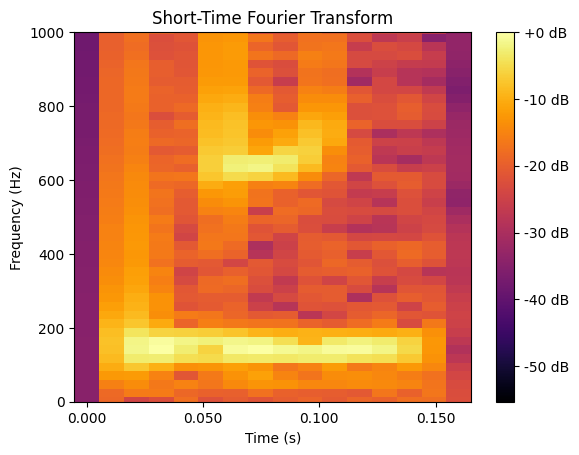 Short-Time Fourier Transform
1000
800
600
400
200
0
Frequency (Hz)
0.000
0.050
0.100
0.150
Time (s)
+0 dB
-10 dB
-20 dB
-30 dB
-40 dB
-50 dB